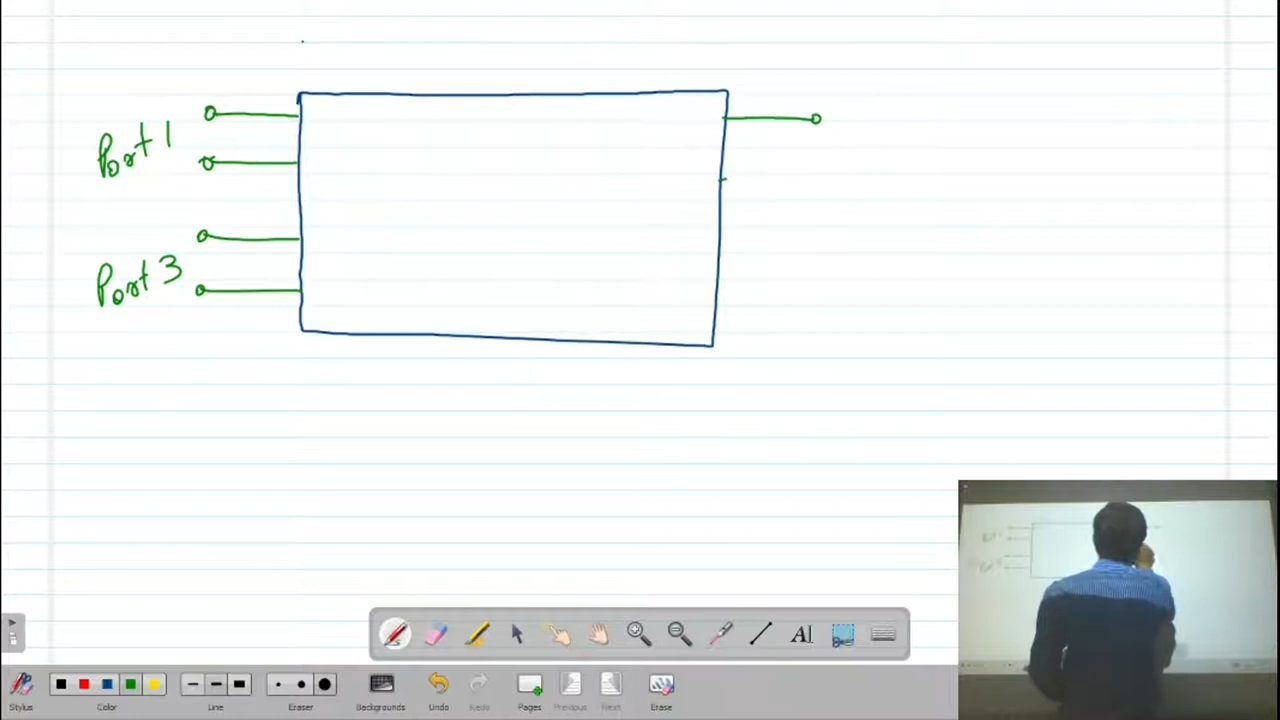 Port 1
Port 3
Stylus
Color
Line
Eraser
Backgrounds
Undo
Redo
Pages
Previous
Next
Erase